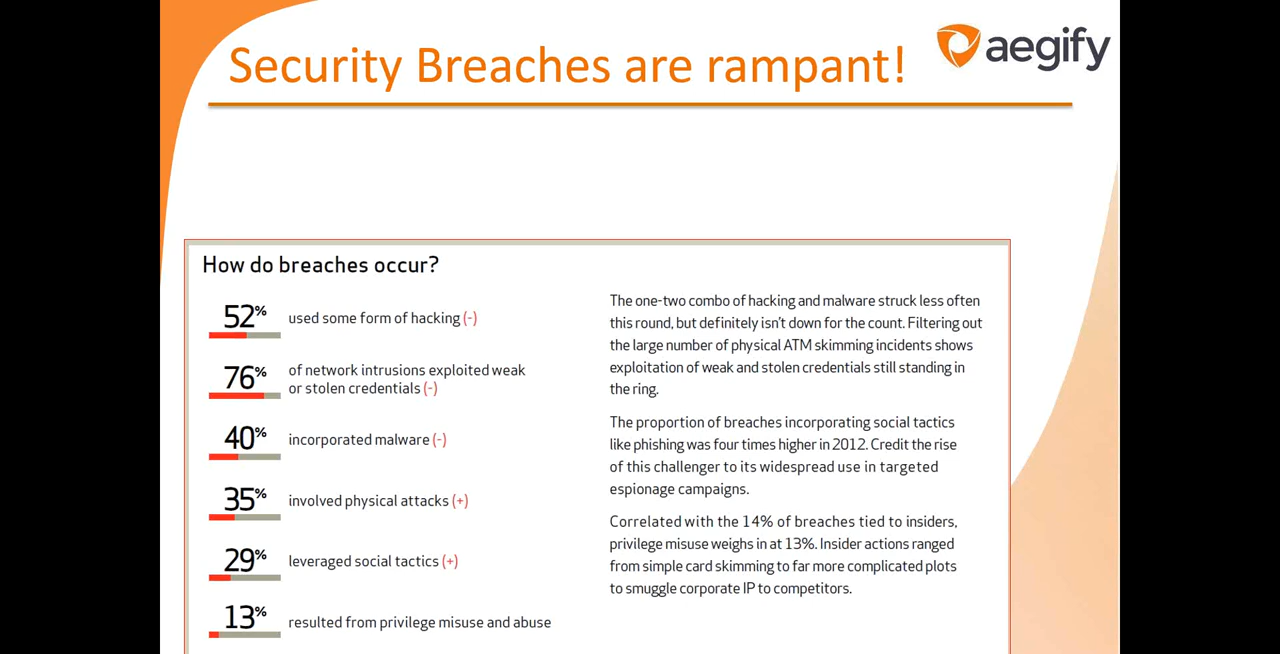 Security Breaches are rampant!
aegify
How do breaches occur?
52% used some form of hacking (-)
76% of network intrusions exploited weak
or stolen credentials (-)
40% incorporated malware (-)
35% involved physical attacks (+)
29% leveraged social tactics (+)
13% resulted from privilege misuse and abuse
The one-two combo of hacking and malware struck less often
this round, but definitely isn't down for the count. Filtering out
the large number of physical ATM skimming incidents shows
exploitation of weak and stolen credentials still standing in
the ring.
The proportion of breaches incorporating social tactics
like phishing was four times higher in 2012. Credit the rise
of this challenger to its widespread use in targeted
espionage campaigns.
Correlated with the 14% of breaches tied to insiders,
privilege misuse weighs in at 13%. Insider actions ranged
from simple card skimming to far more complicated plots
to smuggle corporate IP to competitors.